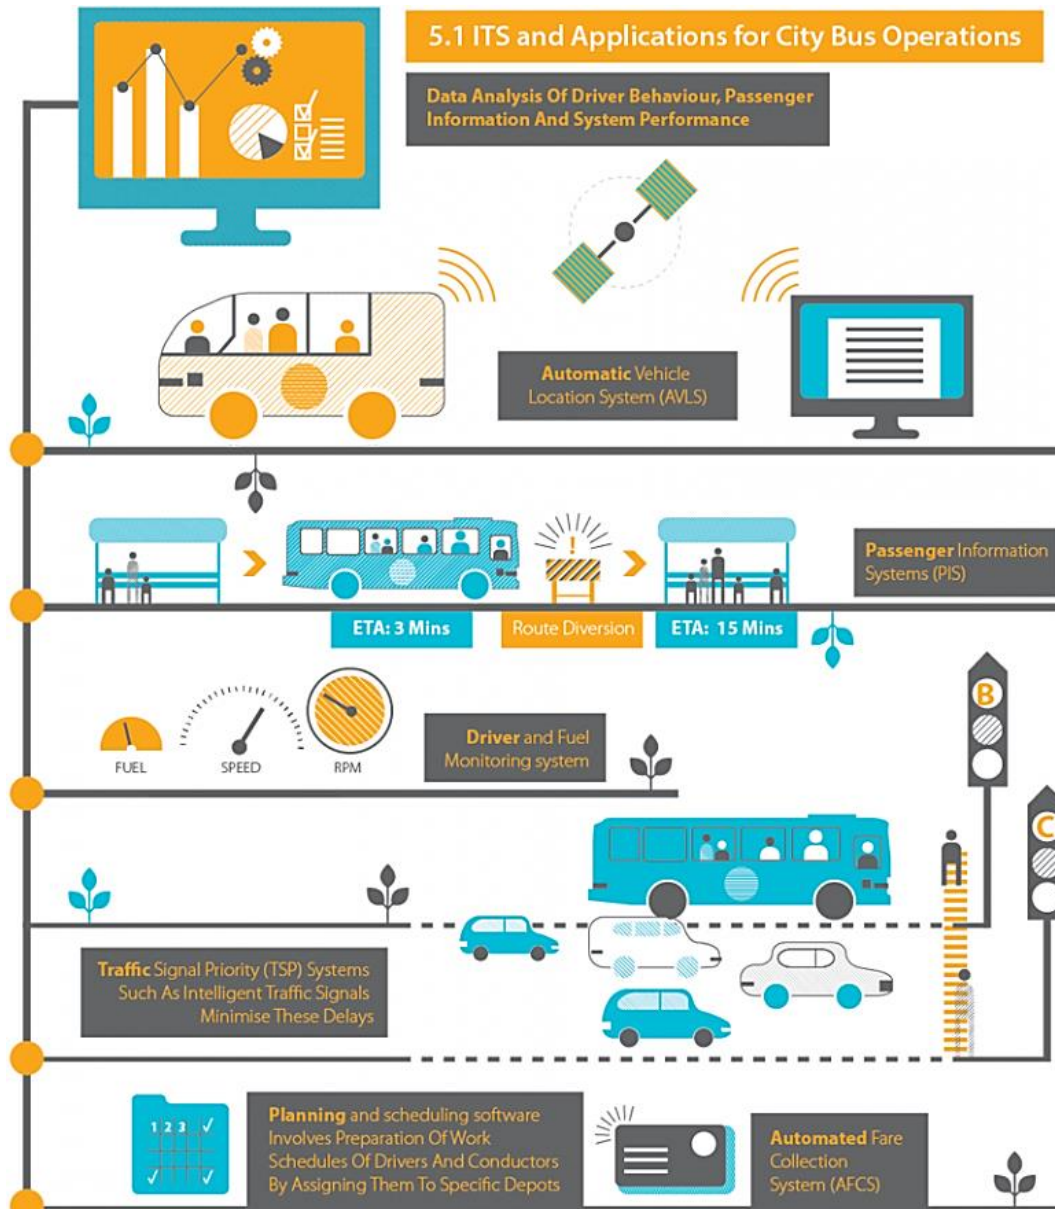 5.1 ITS and Applications for City Bus Operations
Data Analysis Of Driver Behaviour, Passenger
Information And System Performance
Automatic Vehicle
Location System (AVLS)
Passenger Information
Systems (PIS)
!
ETA: 3 Mins
Route Diversion
ETA: 15 Mins
B
FUEL
SPEED
RPM
Driver and Fuel
Monitoring system
C
Traffic Signal Priority (TSP) Systems
Such As Intelligent Traffic Signals
Minimise These Delays
1 2 3
Planning and scheduling software
Involves Preparation Of Work
Schedules Of Drivers And Conductors
By Assigning Them To Specific Depots
Automated Fare
Collection
System (AFCS)